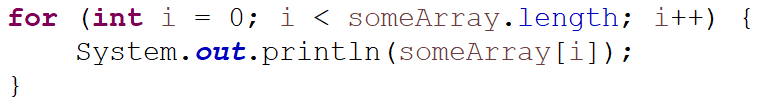 for (int i = 0; i < someArray.length; i++) {
    System.out.println(someArray[i]);
}